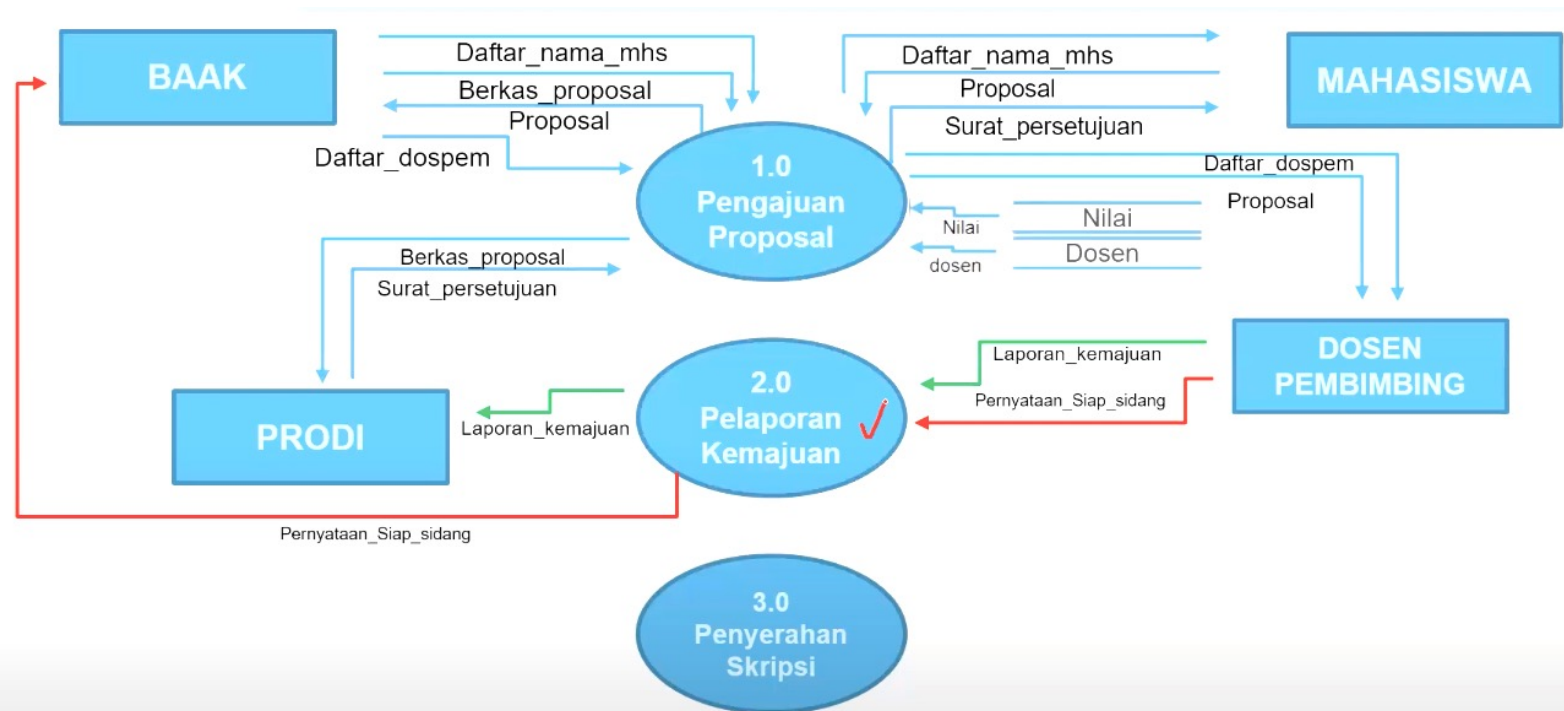 BAAK
Daftar_nama_mhs
Berkas_proposal
Proposal
Daftar_dospem
Daftar_nama_mhs
Proposal
Surat_persetujuan
MAHASISWA
1.0
Pengajuan
Proposal
Daftar_dospem
Proposal
Nilai
Nilai
Dosen
dosen
Berkas_proposal
Surat_persetujuan
DOSEN
PEMBIMBING
Laporan_kemajuan
Pernyataan_Siap_sidang
2.0
Pelaporan
Kemajuan
PRODI
Laporan_kemajuan
Pernyataan_Siap_sidang
3.0
Penyerahan
Skripsi